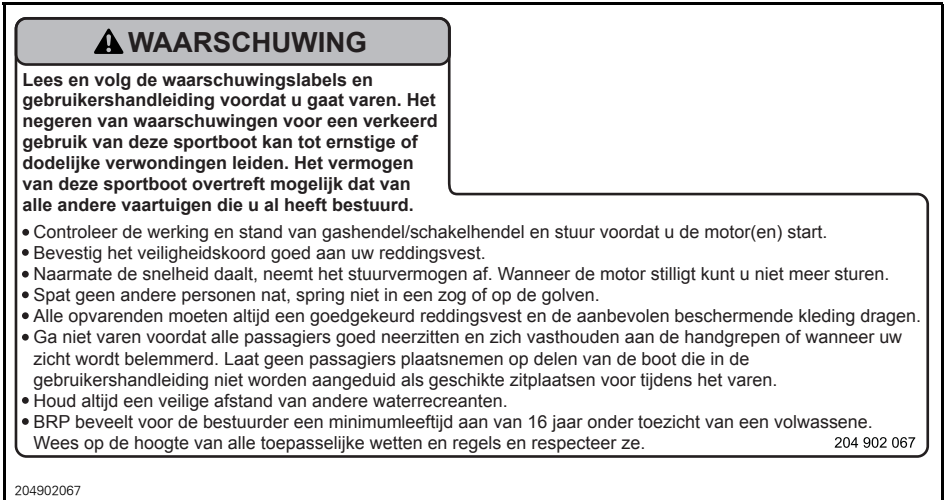 WAARSCHUWING
Lees en volg de waarschuwingslabels en
gebruikershandleiding voordat u gaat varen. Het
negeren van waarschuwingen voor een verkeerd
gebruik van deze sportboot kan tot ernstige of
dodelijke verwondingen leiden. Het vermogen
van deze sportboot overtreft mogelijk dat van
alle andere vaartuigen die u al heeft bestuurd.
• Controleer de werking en stand van gashendel/schakelhendel en stuur voordat u de motor(en) start.
• Bevestig het veiligheidskoord goed aan uw reddingsvest.
• Naarmate de snelheid daalt, neemt het stuurvermogen af. Wanneer de motor stilligt kunt u niet meer sturen.
• Spat geen andere personen nat, spring niet in een zog of op de golven.
• Alle opvarenden moeten altijd een goedgekeurd reddingsvest en de aanbevolen beschermende kleding dragen.
• Ga niet varen voordat alle passagiers goed neerzitten en zich vasthouden aan de handgrepen of wanneer uw
zicht wordt belemmerd. Laat geen passagiers plaatsnemen op delen van de boot die in de
gebruikershandleiding niet worden aangeduid als geschikte zitplaatsen voor tijdens het varen.
• Houd altijd een veilige afstand van andere waterrecreanten.
• BRP beveelt voor de bestuurder een minimumleeftijd aan van 16 jaar onder toezicht van een volwassene.
Wees op de hoogte van alle toepasselijke wetten en regels en respecteer ze. 204 902 067
204902067